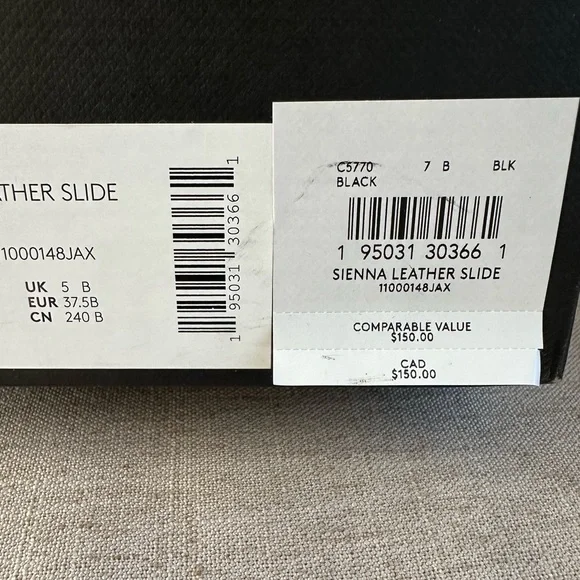 ATHER SLIDE
1000148JAX
UK 5 B
EUR 37.5B
CN 240 B
1 95031 30366 1
C5770 7 B BLK
BLACK
1 95031 30366 1
SIENNA LEATHER SLIDE
11000148JAX
COMPARABLE VALUE
$150.00
CAD
$150.00